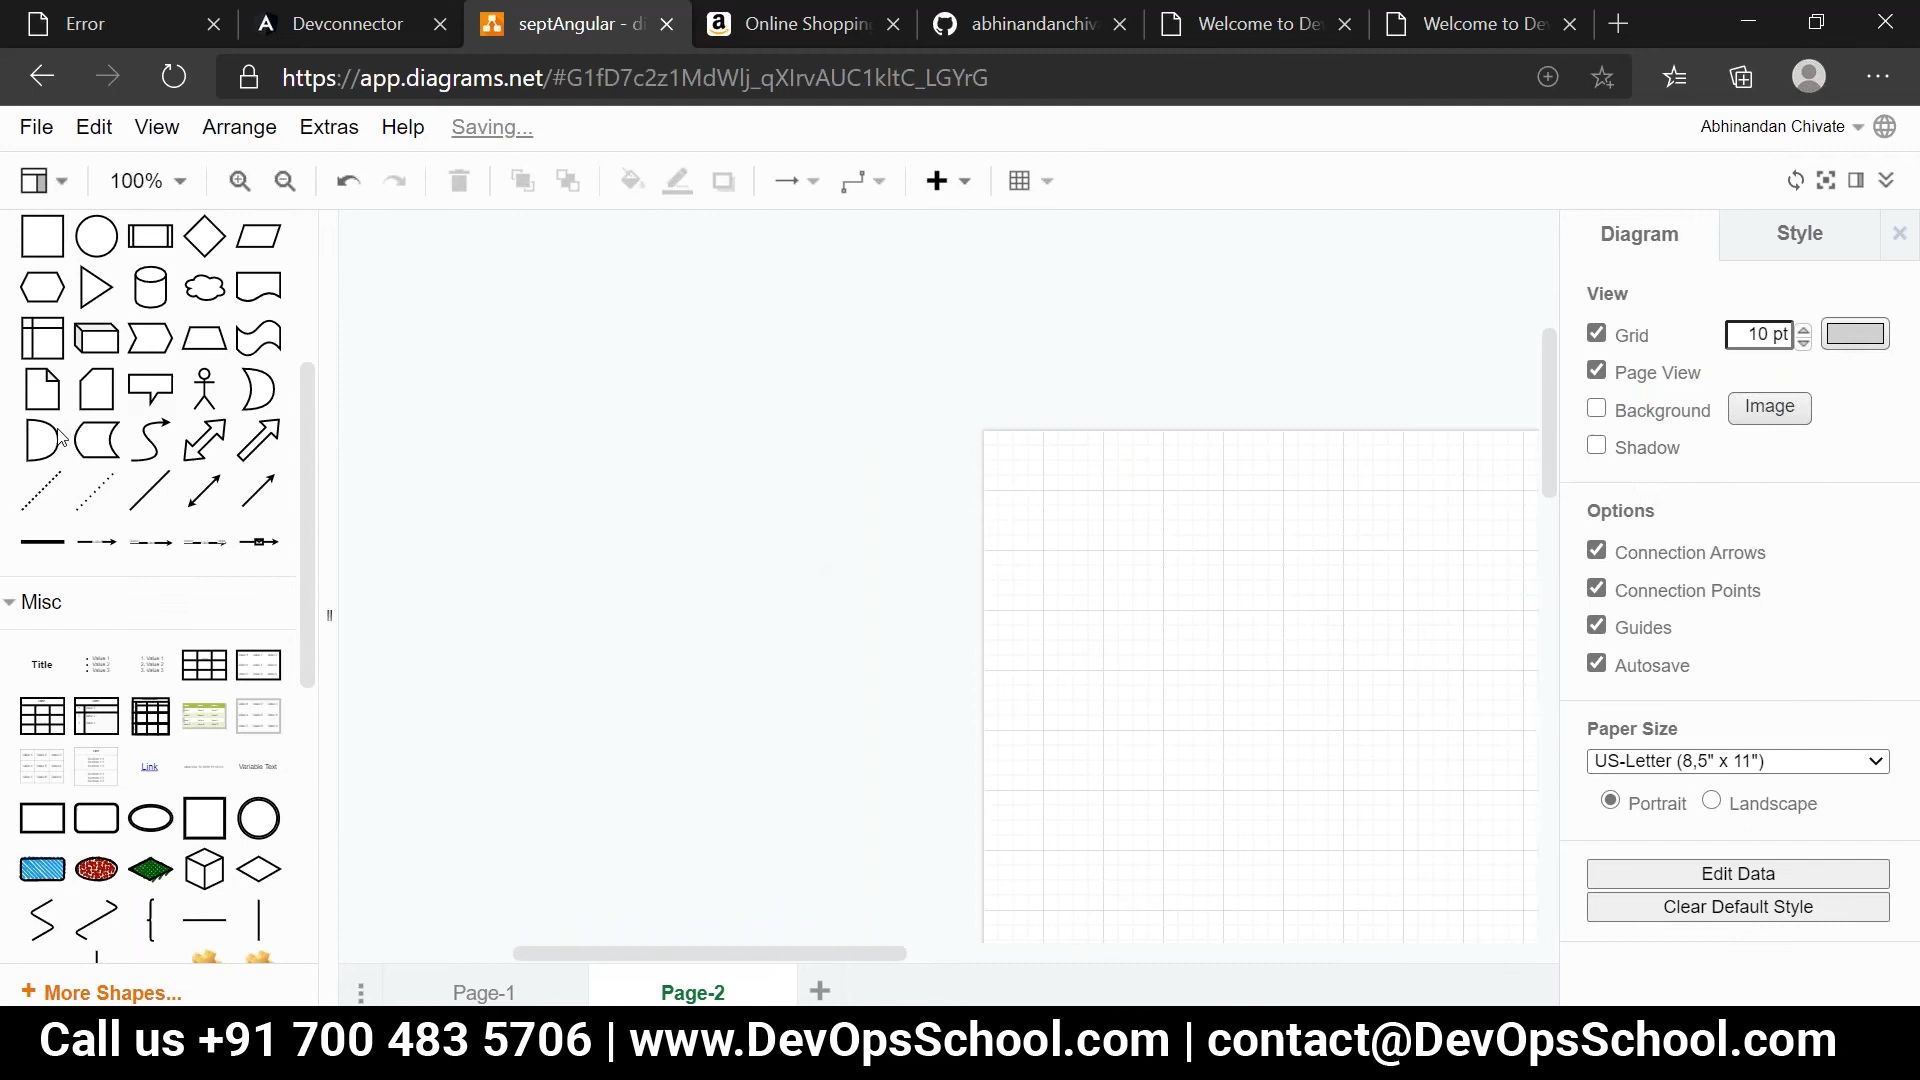 Error
Devconnector
septAngular - di
Online Shopping
abhinandanchiv
Welcome to De
Welcome to De
https://app.diagrams.net/#G1fD7c2z1MdWlj_qXIrvAUC1kltC_LGYrG
File Edit View Arrange Extras Help Saving...
Abhinandan Chivate
100%
Diagram Style
View
Grid 10 pt
Page View
Background Image
Shadow
Options
Connection Arrows
Connection Points
Guides
Autosave
Paper Size
US-Letter (8,5" x 11")
Portrait Landscape
Edit Data
Clear Default Style
Misc
Title
Link
Variable Text
+ More Shapes...
Page-1 Page-2
Call us +91 700 483 5706 | www.DevOpsSchool.com | contact@DevOpsSchool.com